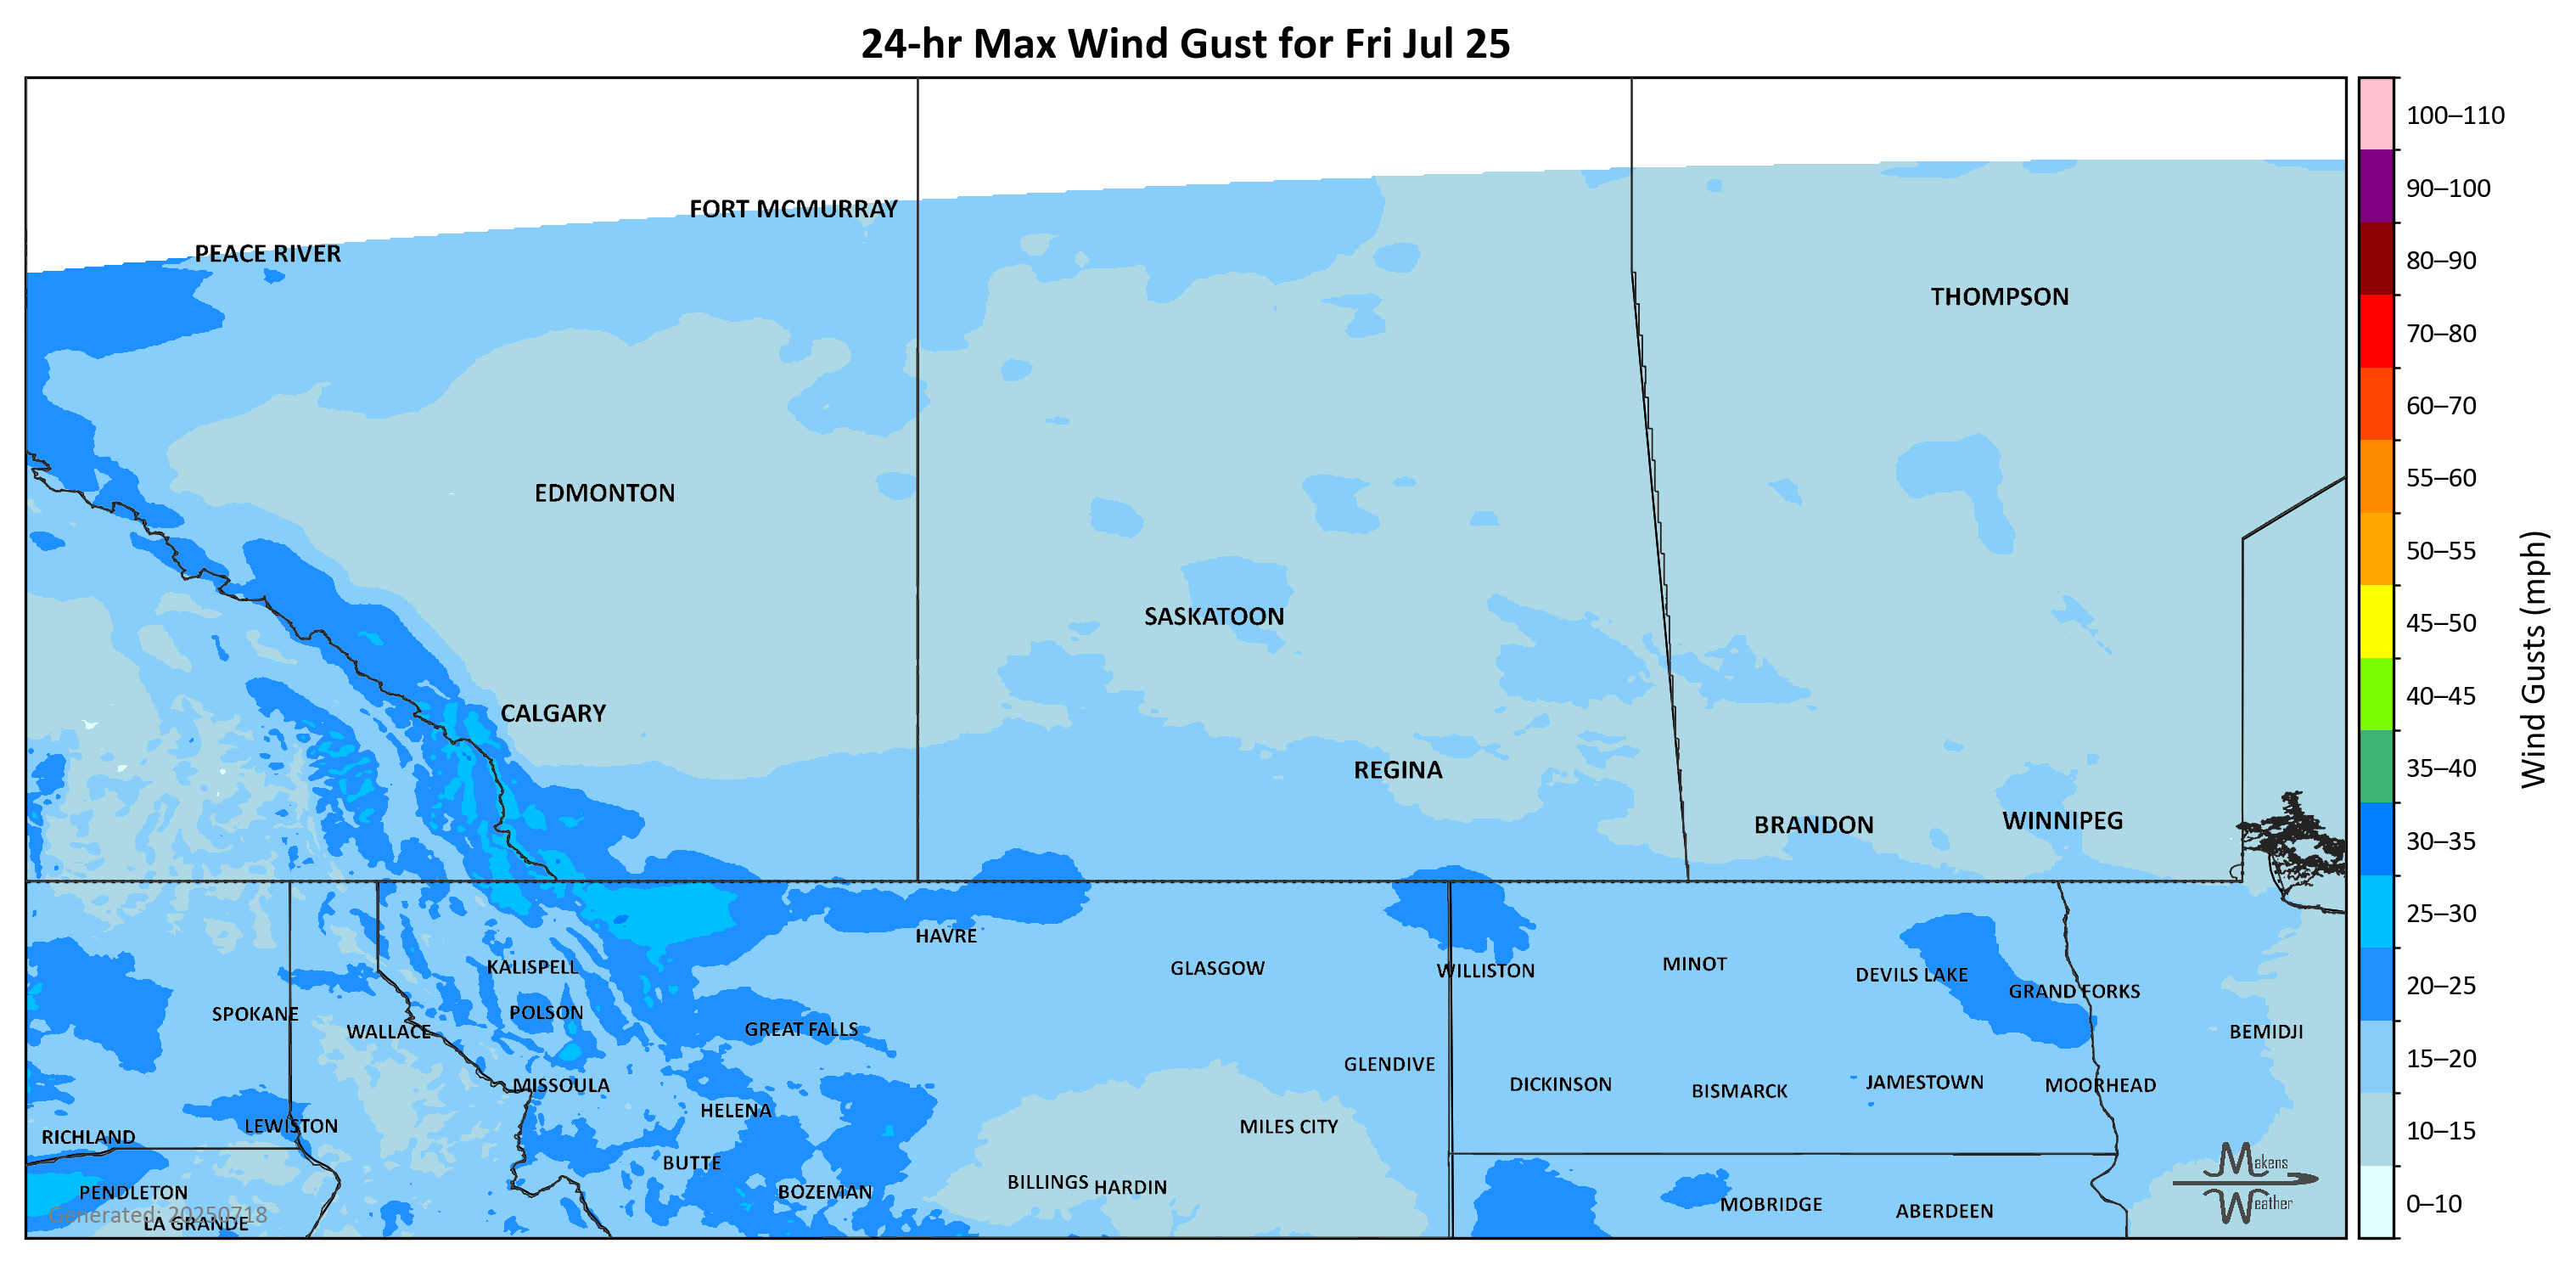 24-hr Max Wind Gust for Fri Jul 25
FORT MCMURRAY
PEACE RIVER
THOMPSON
EDMONTON
SASKATOON
CALGARY
REGINA
BRANDON
WINNIPEG
HAVRE
KALISPELL
GLASGOW
WILLISTON
MINOT
DEVILS LAKE
GRAND FORKS
SPOKANE
POLSON
WALLACE
GREAT FALLS
BEMIDJI
GLENDIVE
MISSOULA
DICKINSON
BISMARCK
JAMESTOWN
MOORHEAD
HELENA
LEWISTON
MILES CITY
RICHLAND
BUTTE
PENDLETON
BOZEMAN
BILLINGS
HARDIN
MOBRIDGE
ABERDEEN
Generated: 20250718
LA GRANDE
Makens
Weather
100–110
90–100
80–90
70–80
60–70
55–60
50–55
45–50
40–45
35–40
30–35
25–30
20–25
15–20
10–15
0–10
Wind Gusts (mph)